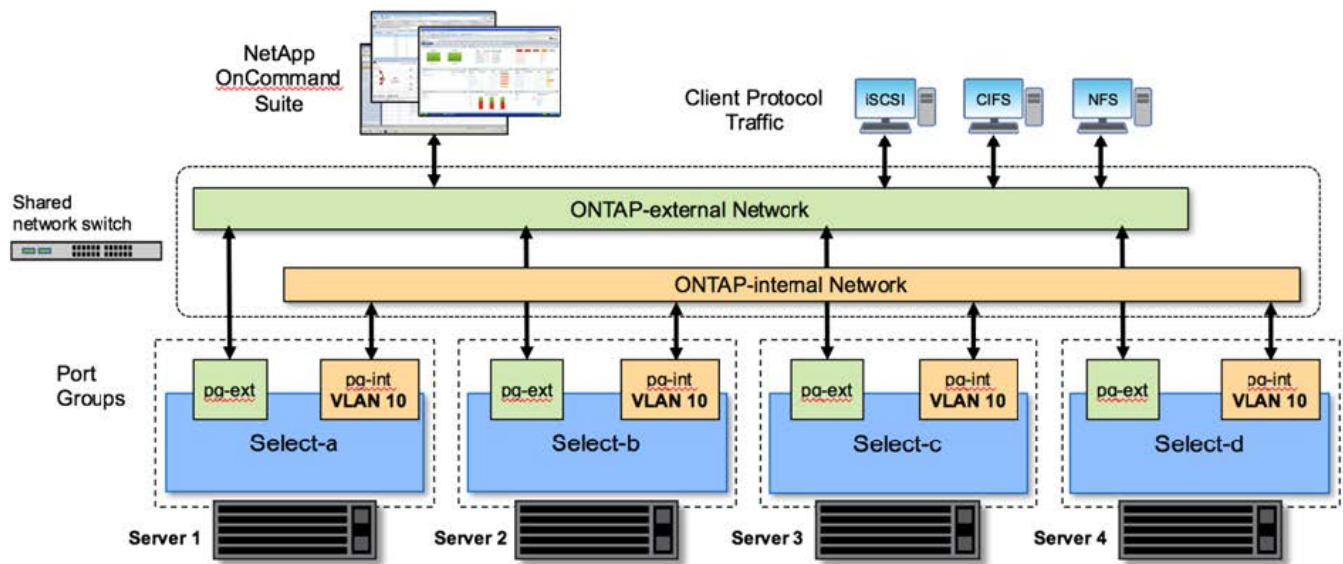 NetApp
OnCommand
Suite
Client Protocol
Traffic
iSCSI
CIFS
NFS
Shared
network switch
ONTAP-external Network
ONTAP-internal Network
Port
Groups
pg-ext
pg-int
VLAN 10
Select-a
pg-ext
pg-int
VLAN 10
Select-b
pg-ext
pg-int
VLAN 10
Select-c
pg-ext
pg-int
VLAN 10
Select-d
Server 1
Server 2
Server 3
Server 4